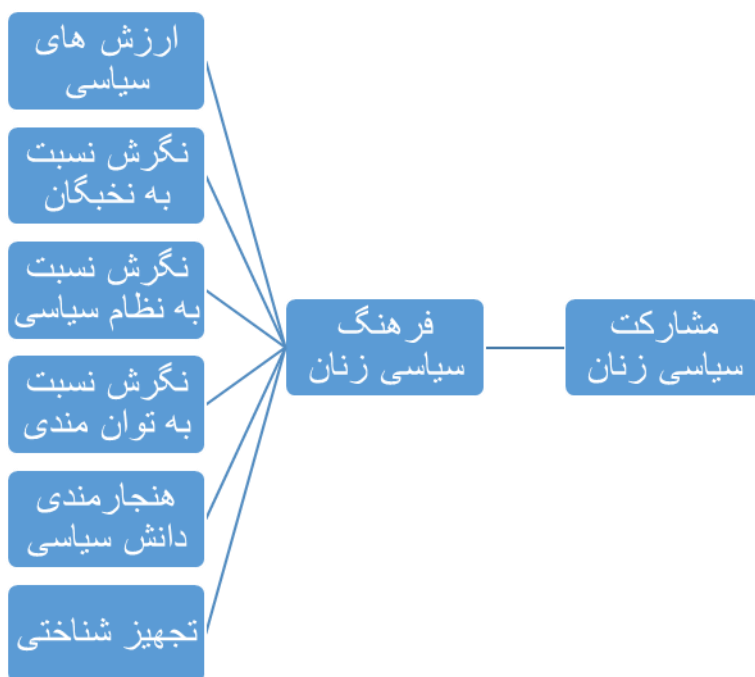 ارزش های
سیاسی
نگرش نسبت
به نخبگان
نگرش نسبت
به نظام سیاسی
نگرش نسبت
به توان مندی
هنجارمندی
دانش سیاسی
تجهیز شناختی
فرهنگ
سیاسی زنان
مشارکت
سیاسی زنان